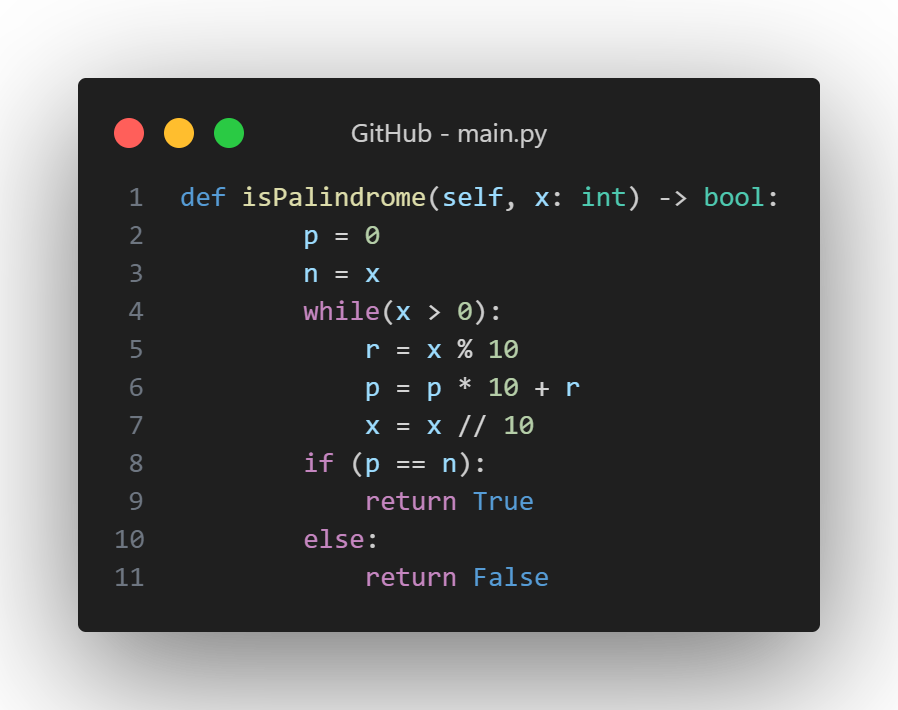 GitHub - main.py
1 def isPalindrome(self, x: int) -> bool:
2         p = 0
3         n = x
4         while(x > 0):
5             r = x % 10
6             p = p * 10 + r
7             x = x // 10
8         if (p == n):
9             return True
10         else:
11             return False